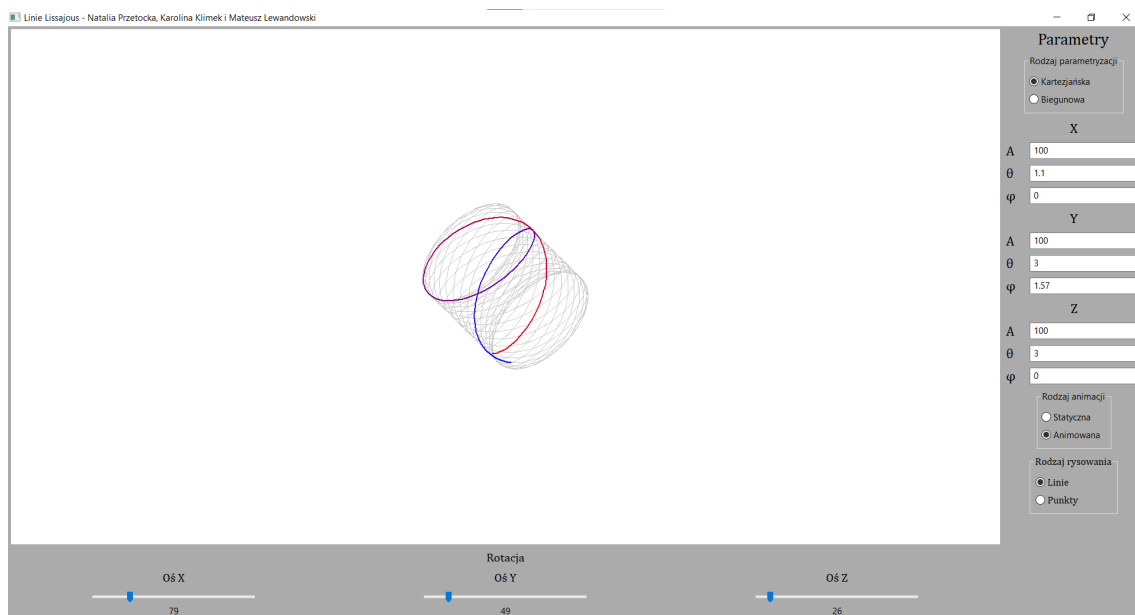 Linie Lissajous - Natalia Przetocka, Karolina Klimek i Mateusz Lewandowski
Parametry
Rodzaj parametryzacji
Kartezjańska
Biegunowa
X
A 100
θ 1.1
φ 0
Y
A 100
θ 3
φ 1.57
Z
A 100
θ 3
φ 0
Rodzaj animacji
Statyczna
Animowana
Rodzaj rysowania
Linie
Punkty
Rotacja
Oś X Oś Y Oś Z
79 49 26